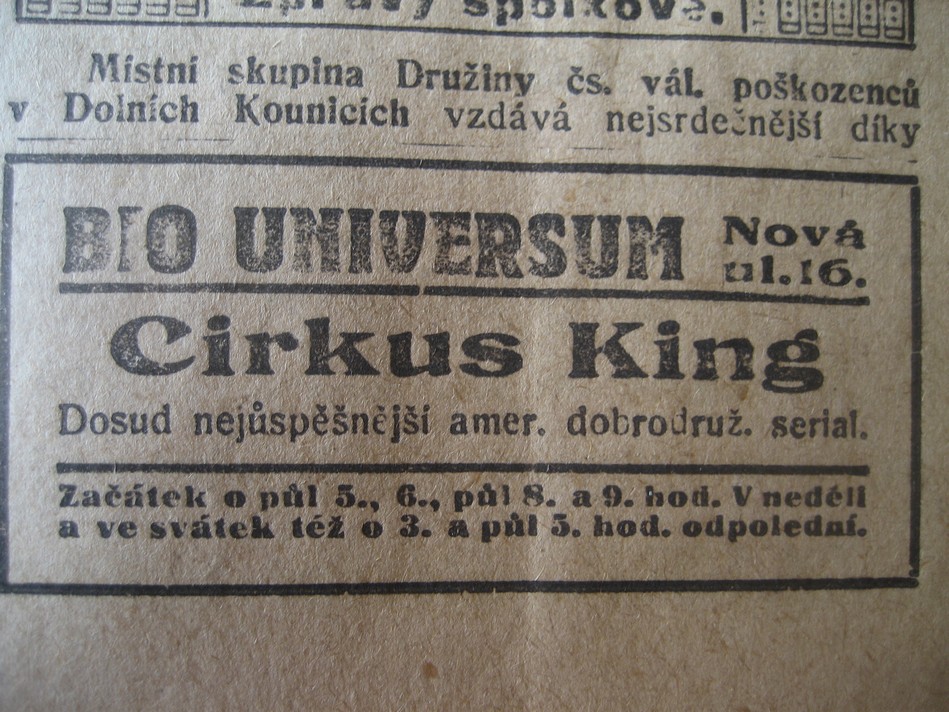 Zprávy spolkové.
Místní skupina Družiny čs. vál. poškozenců
v Dolních Kounicích vzdává nejsrdečnější díky
BIO UNIVERSUM Nová
ul. 16.
Cirkus King
Dosud nejůspěšnější amer. dobrodruž. serial.
Začátek o půl 5., 6., půl 8. a 9. hod. V neděli
a ve svátek též o 3. a půl 5. hod. odpolední.